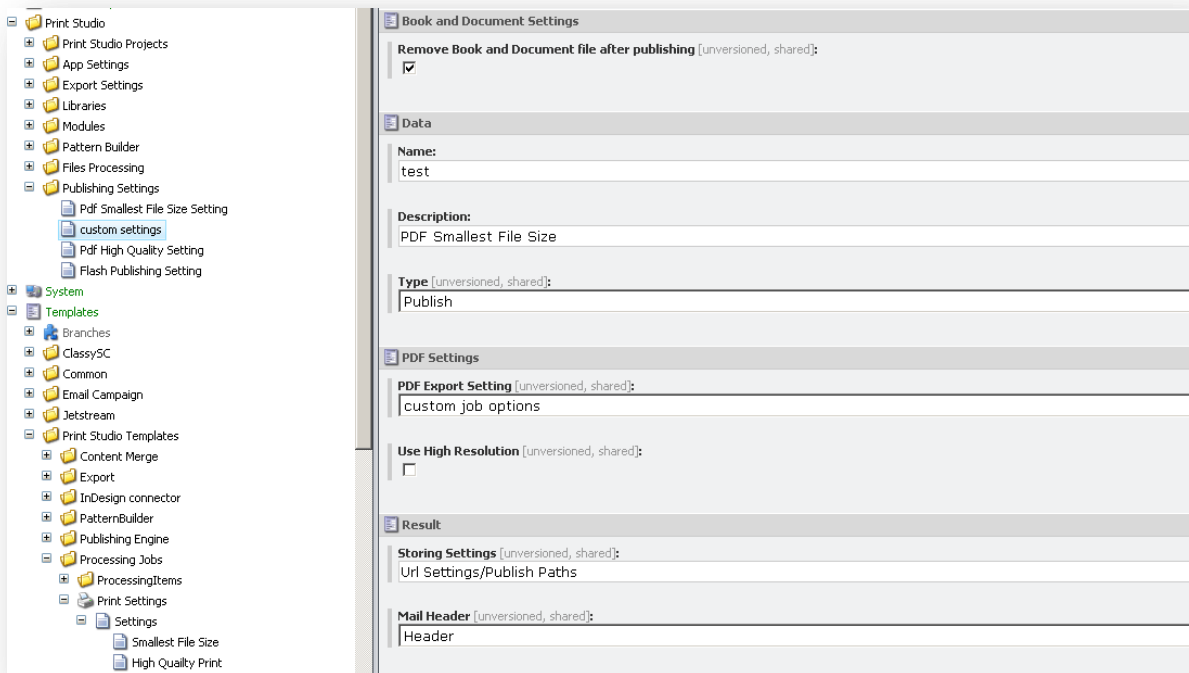 Print Studio
Print Studio Projects
App Settings
Export Settings
Libraries
Modules
Pattern Builder
Files Processing
Publishing Settings
Pdf Smallest File Size Setting
custom settings
Pdf High Quality Setting
Flash Publishing Setting
System
Templates
Branches
ClassySC
Common
Email Campaign
Jetstream
Print Studio Templates
Content Merge
Export
InDesign connector
PatternBuilder
Publishing Engine
Processing Jobs
ProcessingItems
Print Settings
Settings
Smallest File Size
High Quailty Print
Book and Document Settings
Remove Book and Document file after publishing [unversioned, shared]:
Data
Name:
test
Description:
PDF Smallest File Size
Type [unversioned, shared]:
Publish
PDF Settings
PDF Export Setting [unversioned, shared]:
custom job options
Use High Resolution [unversioned, shared]:
Result
Storing Settings [unversioned, shared]:
Url Settings/Publish Paths
Mail Header [unversioned, shared]:
Header